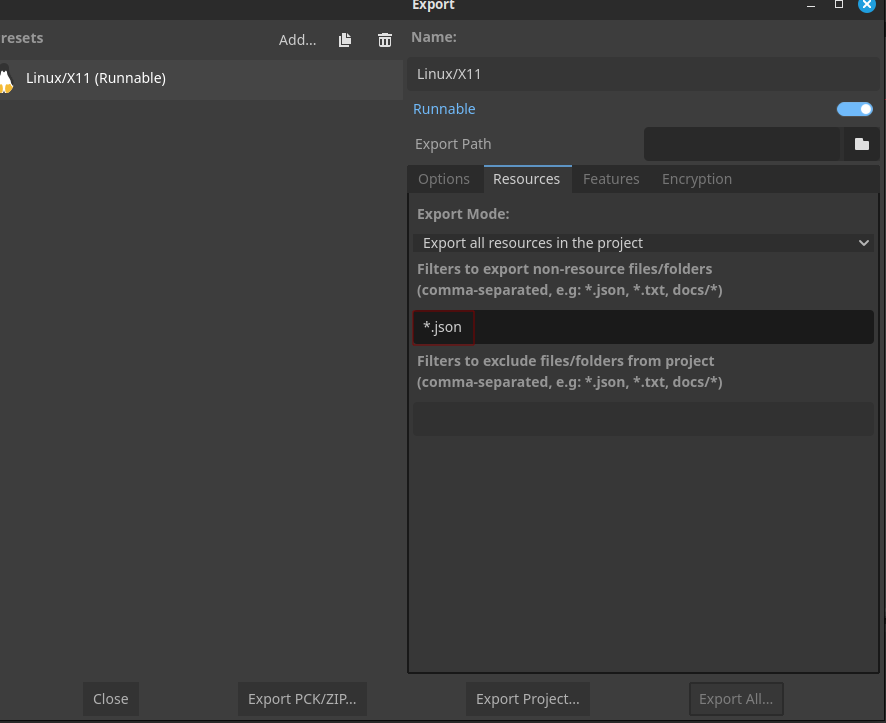 Export
resets
Add...
Linux/X11 (Runnable)
Name:
Linux/X11
Runnable
Export Path
Options Resources Features Encryption
Export Mode:
Export all resources in the project
Filters to export non-resource files/folders
(comma-separated, e.g: *.json, *.txt, docs/*)
*.json
Filters to exclude files/folders from project
(comma-separated, e.g: *.json, *.txt, docs/*)
Close Export PCK/ZIP... Export Project... Export All...